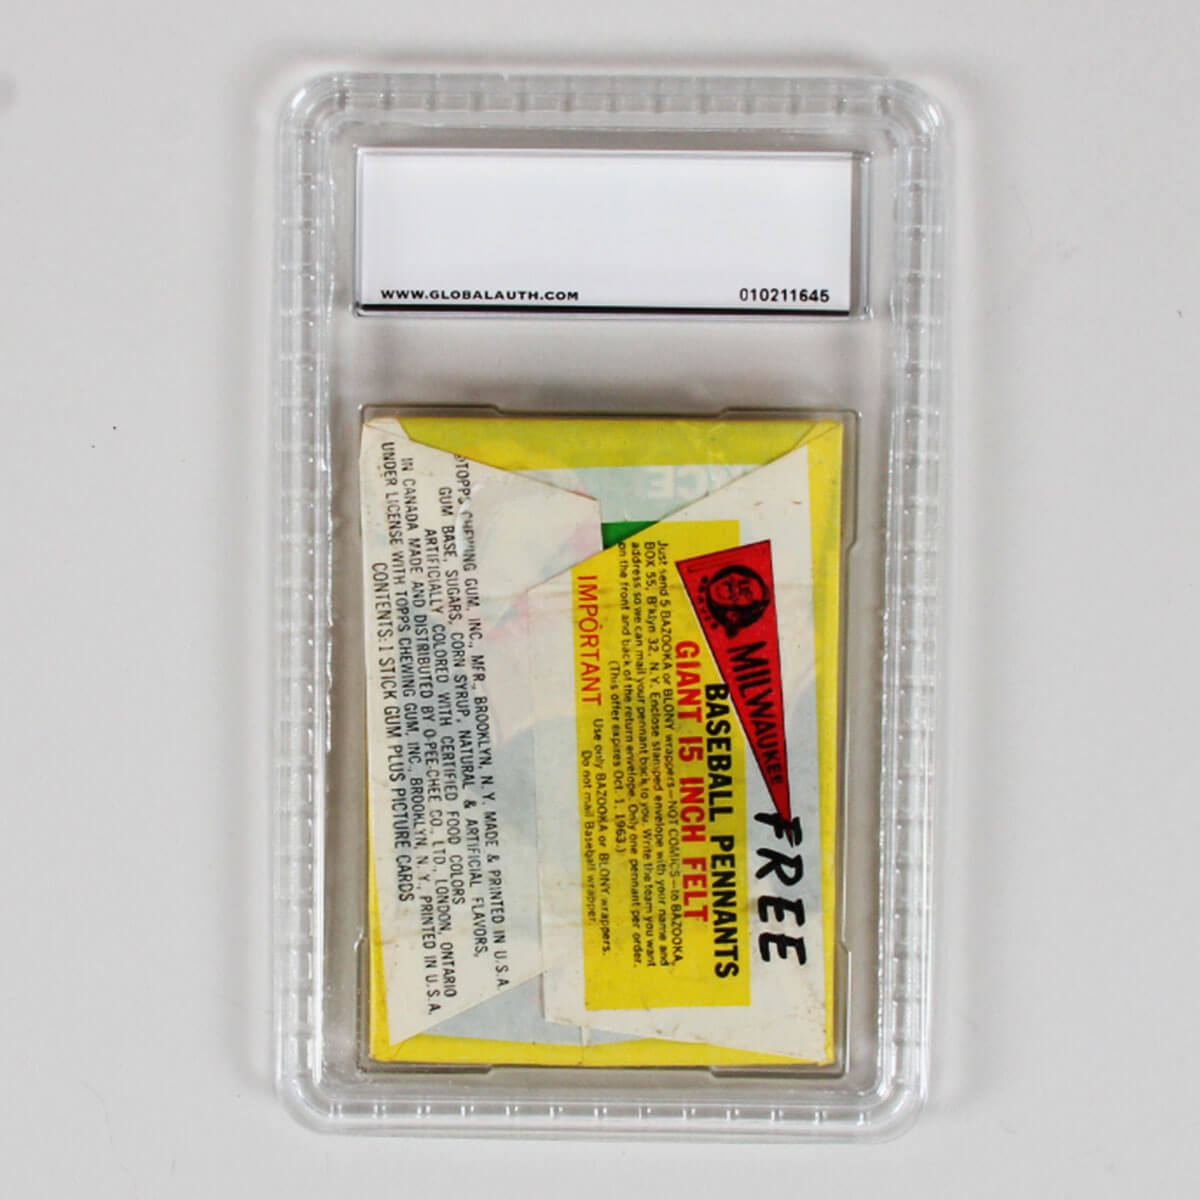 WWW.GLOBALAUTH.COM
010211645
FREE
MILWAUKEE
BRAVES
BASEBALL PENNANTS
GIANT 15 INCH FELT
Just send 5 BAZOOKA or BLONY wrappers—NOT COMICS—to BAZOOKA,
BOX 55, B'klyn 32, N.Y. Enclose stamped envelope with your name and
address so we can mail your pennant back to you. Write the team you want
on the front and back of the return envelope. Only one pennant per order.
(This offer expires Oct. 1, 1963.)
IMPORTANT Use only BAZOOKA or BLONY wrappers.
Do not mail Baseball wrapper.
©TOPPS CHEWING GUM, INC., MFR., BROOKLYN, N. Y. MADE & PRINTED IN U.S.A.
GUM BASE, SUGARS, CORN SYRUP, NATURAL & ARTIFICIAL FLAVORS,
ARTIFICIALLY COLORED WITH CERTIFIED FOOD COLORS
IN CANADA MADE AND DISTRIBUTED BY O-PEE-CHEE CO., LTD., LONDON, ONTARIO
UNDER LICENSE WITH TOPPS CHEWING GUM, INC., BROOKLYN, N. Y., PRINTED IN U.S.A.
CONTENTS: 1 STICK GUM PLUS PICTURE CARDS